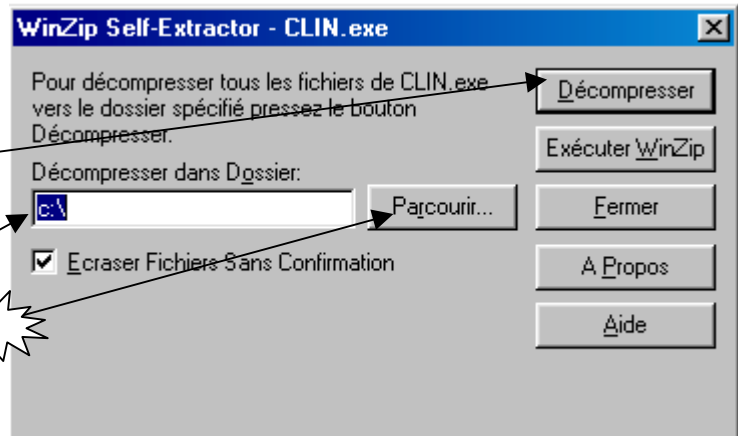 WinZip Self-Extractor - CLIN.exe
Pour décompresser tous les fichiers de CLIN.exe
vers le dossier spécifié pressez le bouton
Décompresser.
Décompresser dans Dossier:
c:\
Parcourir...
Ecraser Fichiers Sans Confirmation
Décompresser
Exécuter WinZip
Fermer
A Propos
Aide